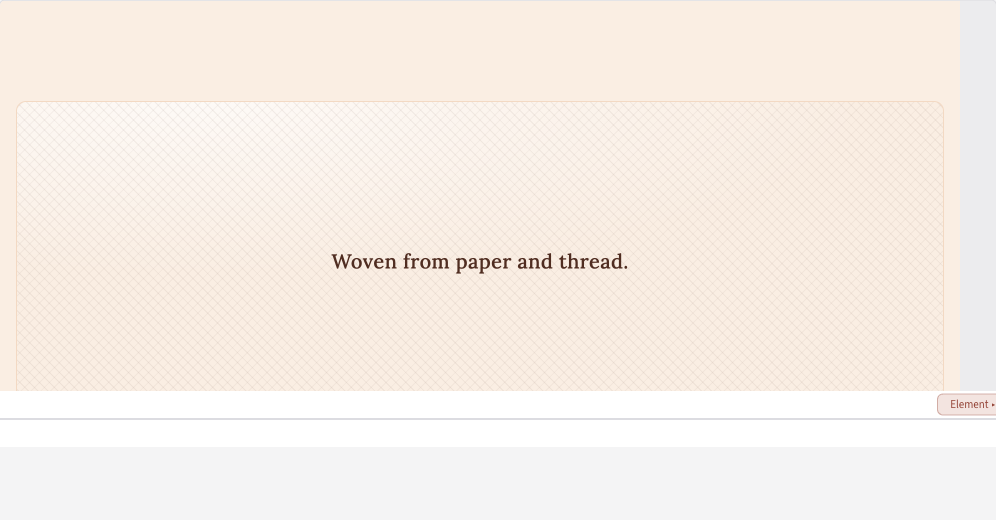 Woven from paper and thread.
Element •